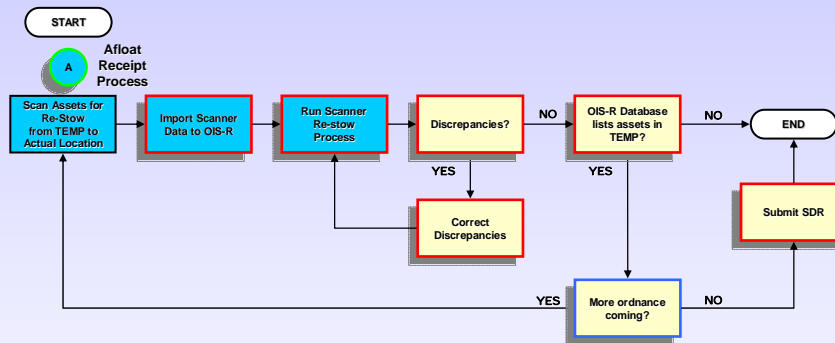 START
A
Afloat
Receipt
Process
Scan Assets for
Re-Stow
from TEMP to
Actual Location
Import Scanner
Data to OIS-R
Run Scanner
Re-stow
Process
Discrepancies?
NO
OIS-R Database
lists assets in
TEMP?
NO
END
YES
YES
Correct
Discrepancies
Submit SDR
YES
More ordnance
coming?
NO